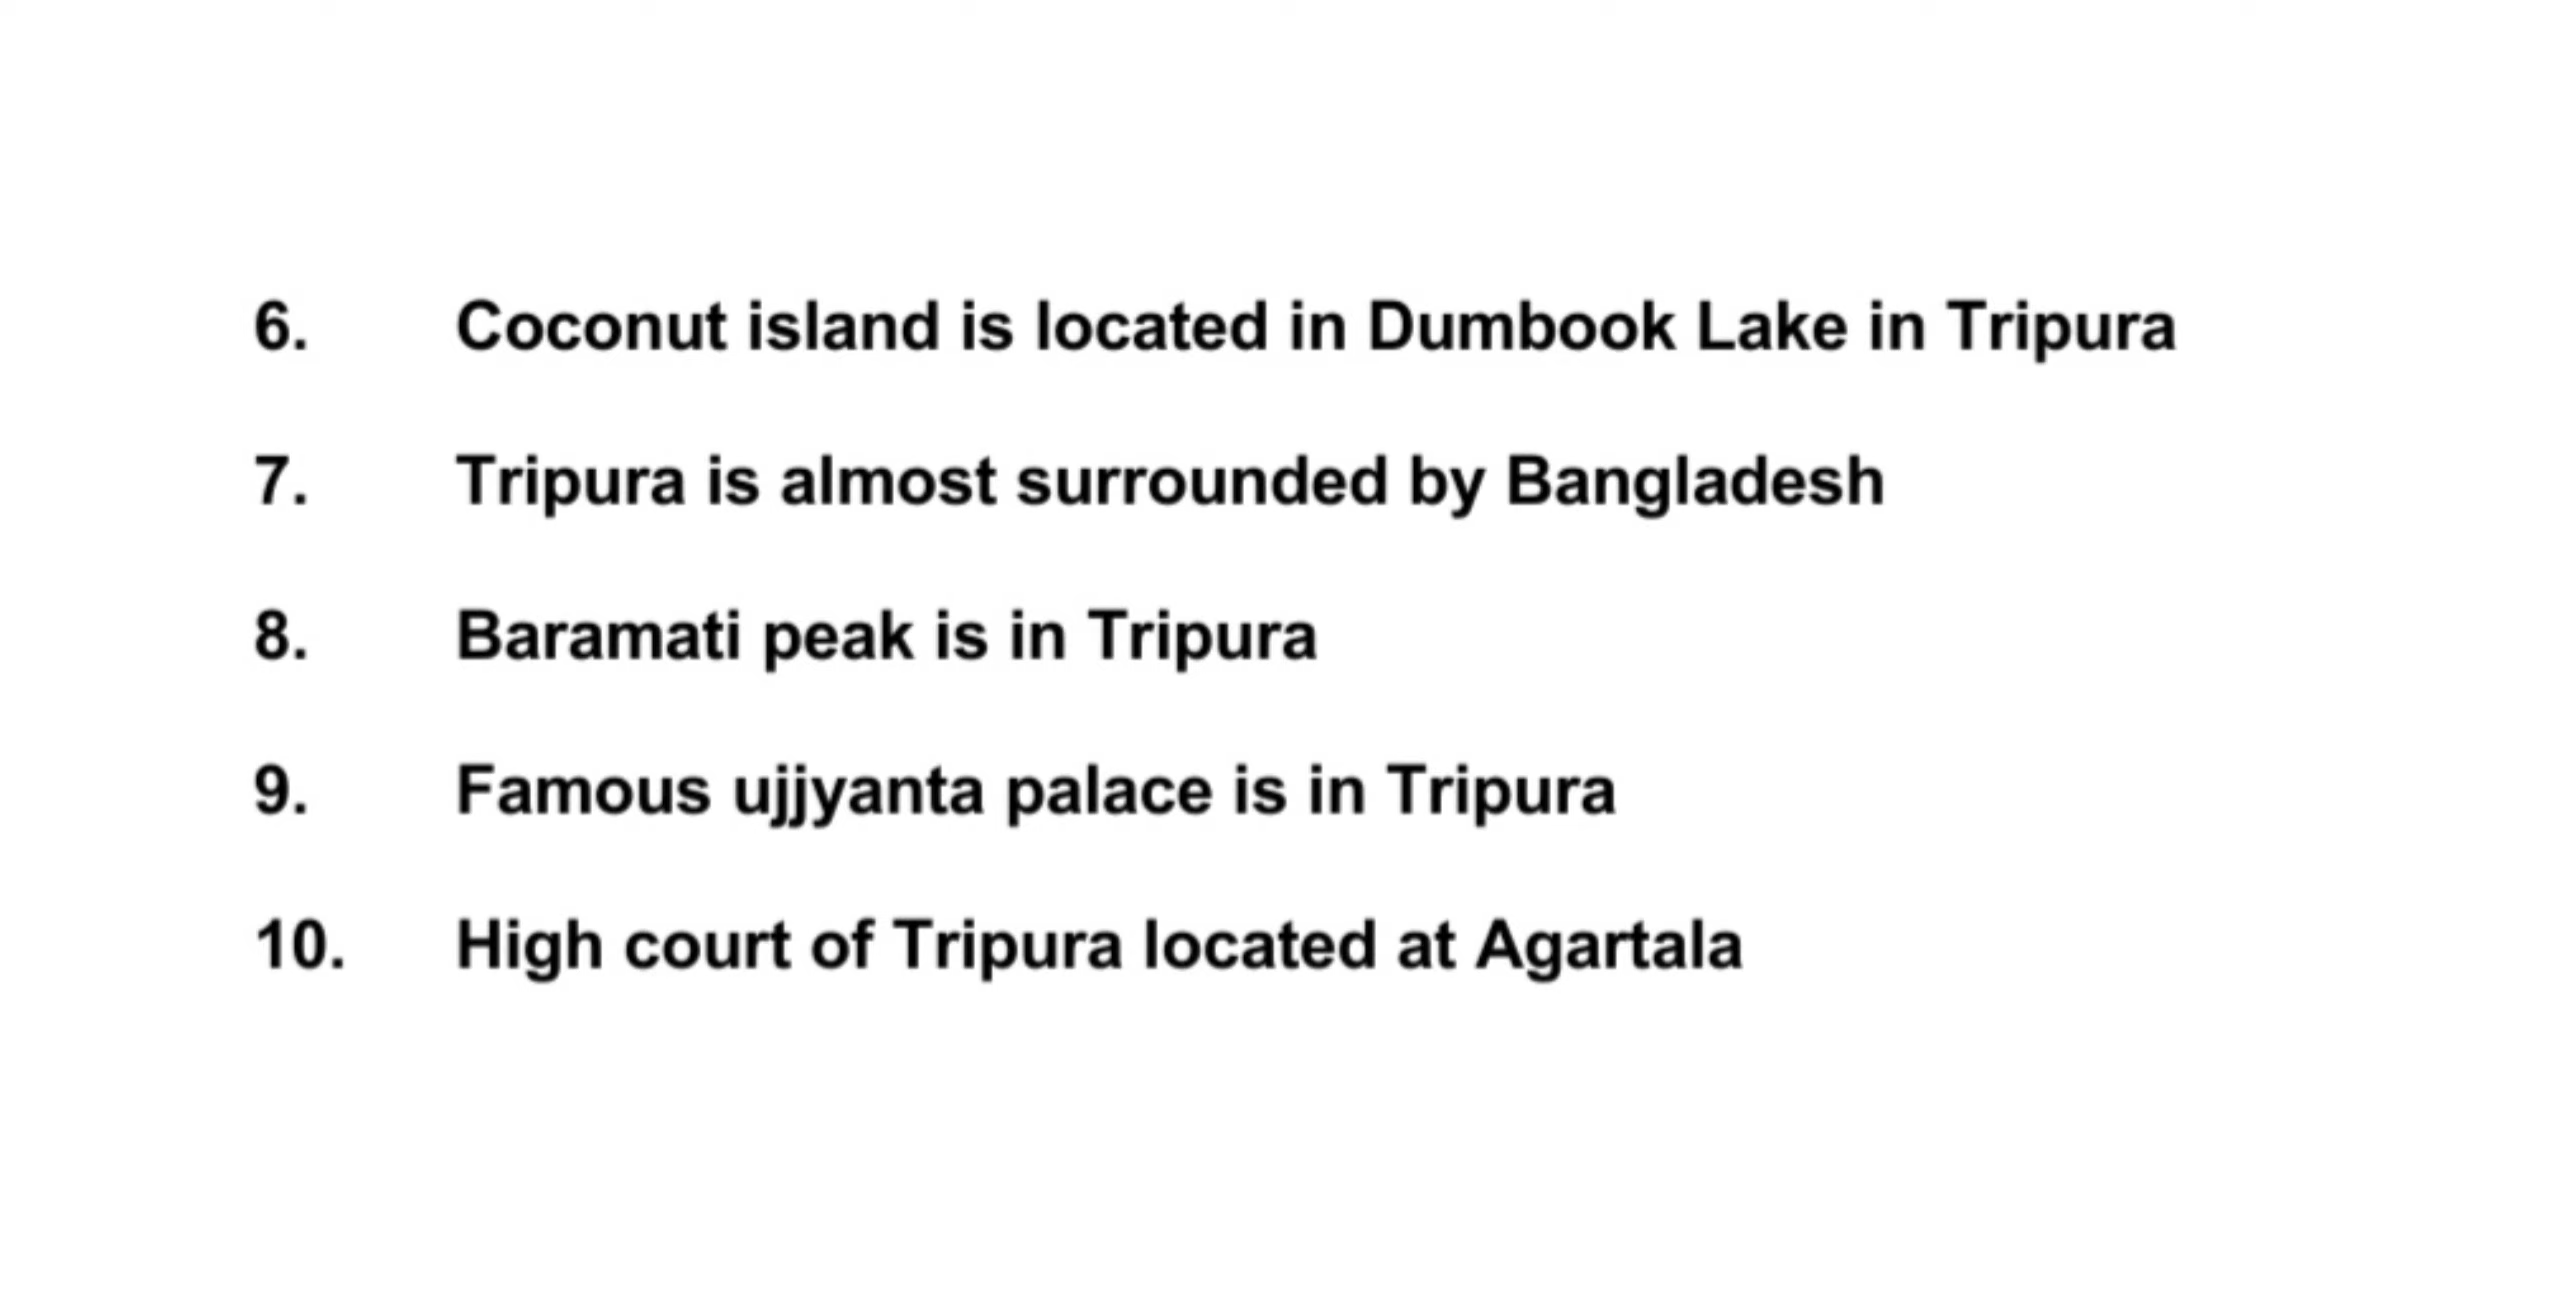 6. Coconut island is located in Dumbook Lake in Tripura
7. Tripura is almost surrounded by Bangladesh
8. Baramati peak is in Tripura
9. Famous ujjyanta palace is in Tripura
10. High court of Tripura located at Agartala